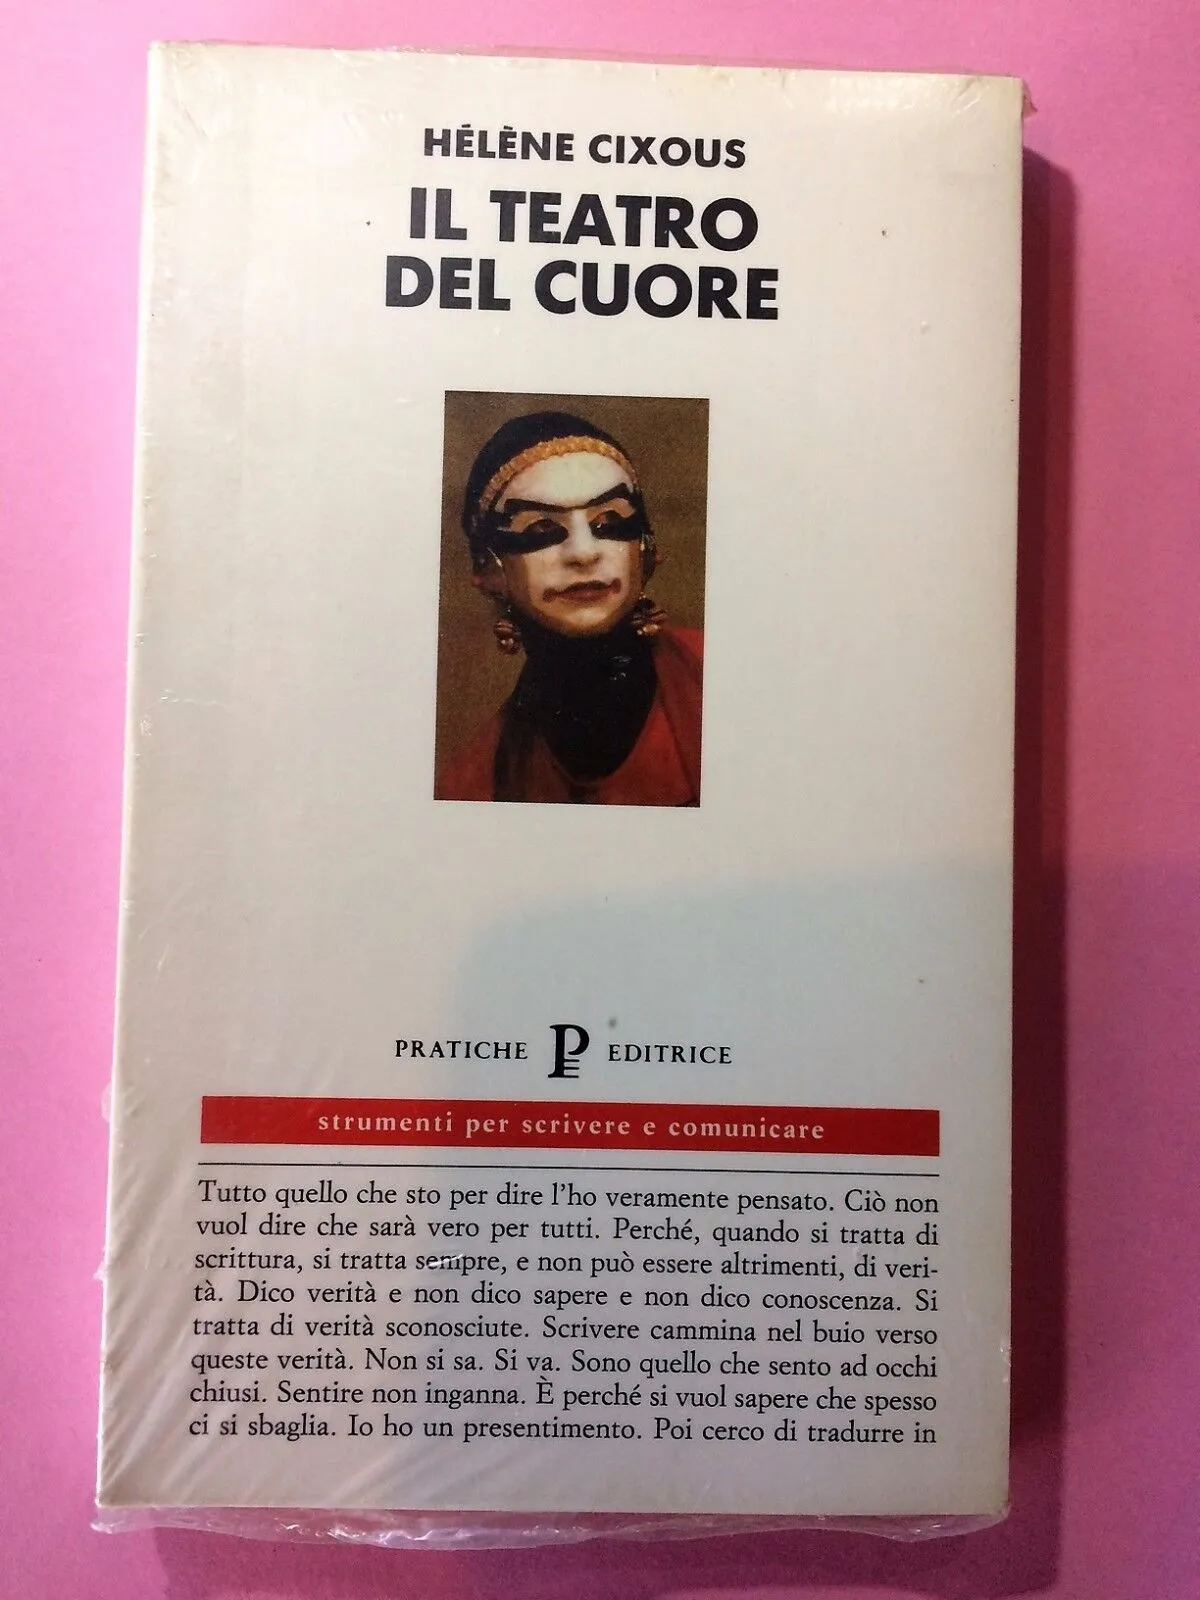 HÉLÈNE CIXOUS
IL TEATRO
DEL CUORE
PRATICHE PE EDITRICE
strumenti per scrivere e comunicare
Tutto quello che sto per dire l'ho veramente pensato. Ciò non
vuol dire che sarà vero per tutti. Perché, quando si tratta di
scrittura, si tratta sempre, e non può essere altrimenti, di veri-
tà. Dico verità e non dico sapere e non dico conoscenza. Si
tratta di verità sconosciute. Scrivere cammina nel buio verso
queste verità. Non si sa. Si va. Sono quello che sento ad occhi
chiusi. Sentire non inganna. È perché si vuol sapere che spesso
ci si sbaglia. Io ho un presentimento. Poi cerco di tradurre in